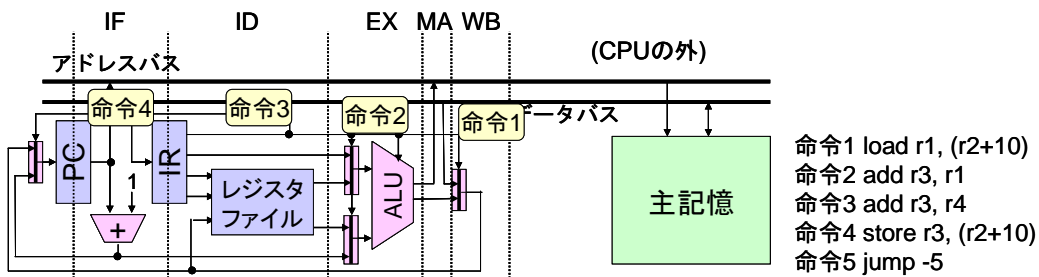 IF ID EX MA WB
(CPUの外)
アドレスバス
命令4 命令3 命令2 命令1
データバス
PC
IR
1
+
レジスタ
ファイル
ALU
主記憶
命令1 load r1, (r2+10)
命令2 add r3, r1
命令3 add r3, r4
命令4 store r3, (r2+10)
命令5 jump -5